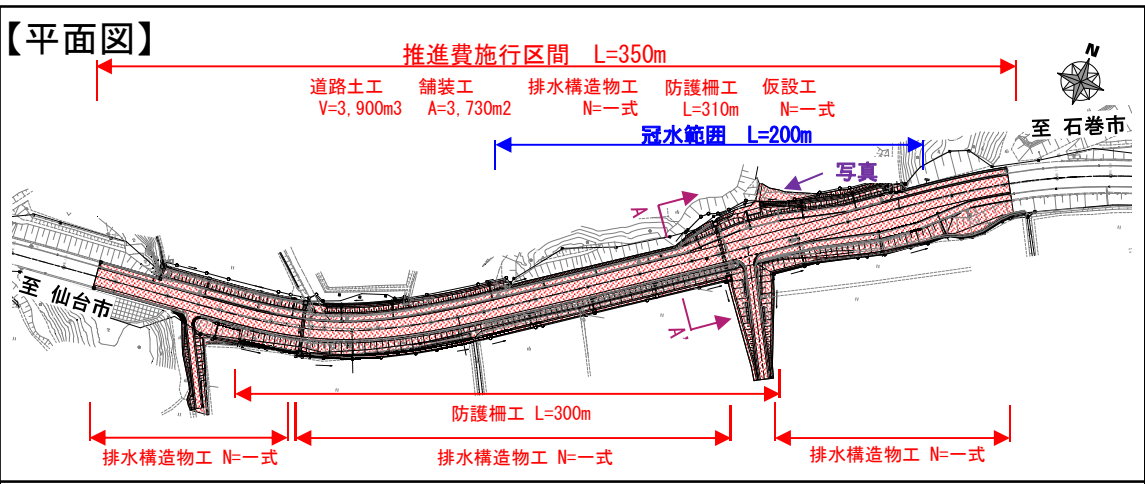 【平面図】
推進費施行区間 L=350m
道路土工 舗装工 排水構造物工 防護柵工 仮設工
V=3,900m3 A=3,730m2 N=一式 L=310m N=一式
冠水範囲 L=200m
N
至 石巻市
写真
A
至 仙台市
A'
防護柵工 L=300m
排水構造物工 N=一式
排水構造物工 N=一式
排水構造物工 N=一式